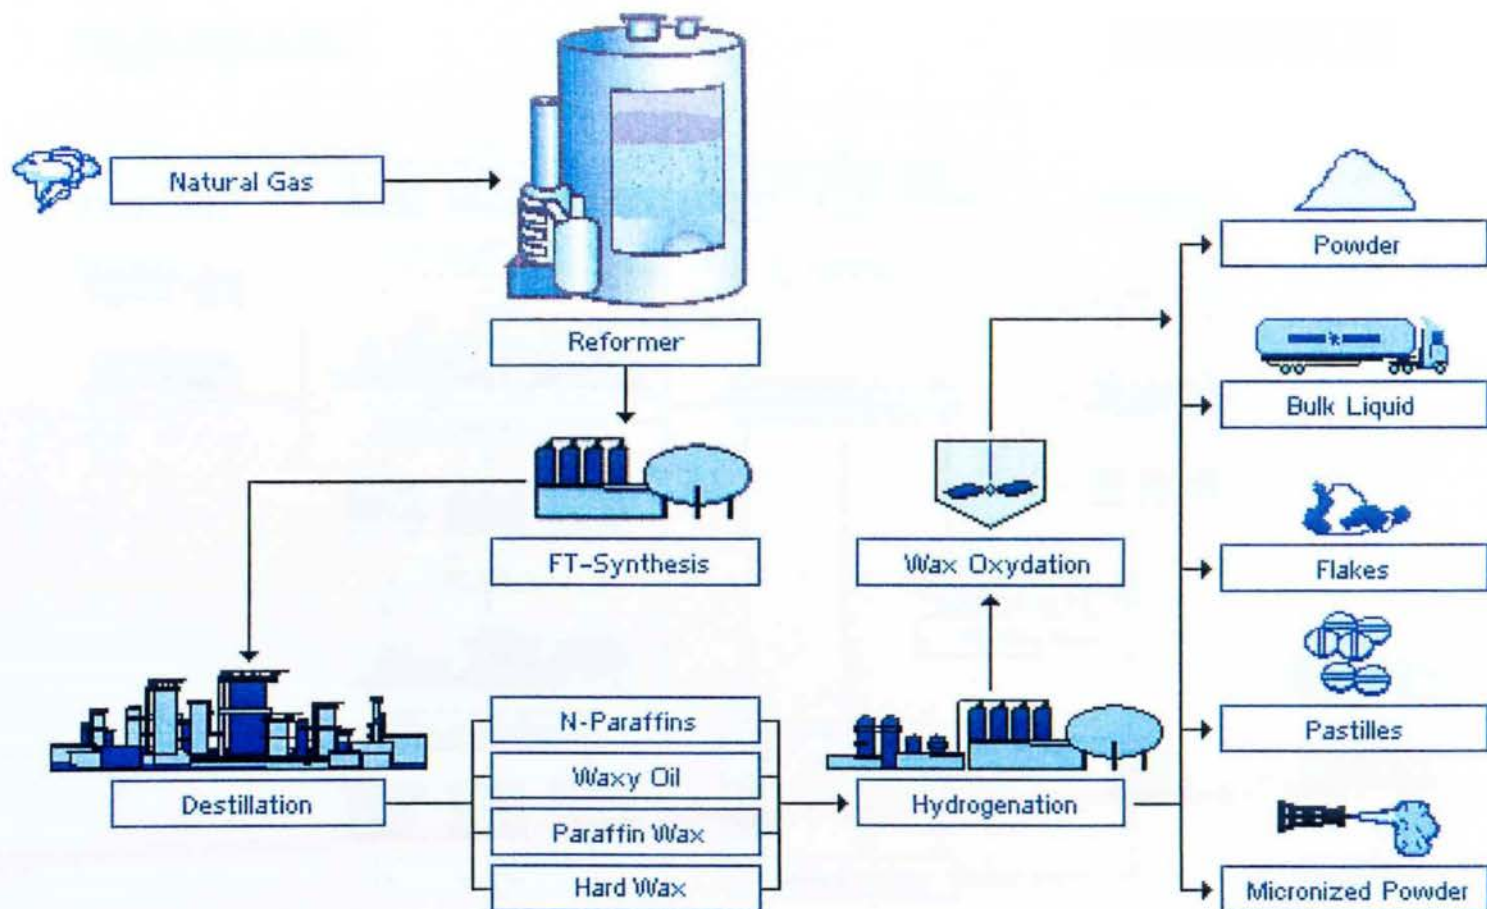 Natural Gas
Reformer
FT-Synthesis
Destillation
N-Paraffins
Waxy Oil
Paraffin Wax
Hard Wax
Hydrogenation
Wax Oxydation
Powder
Bulk Liquid
Flakes
Pastilles
Micronized Powder